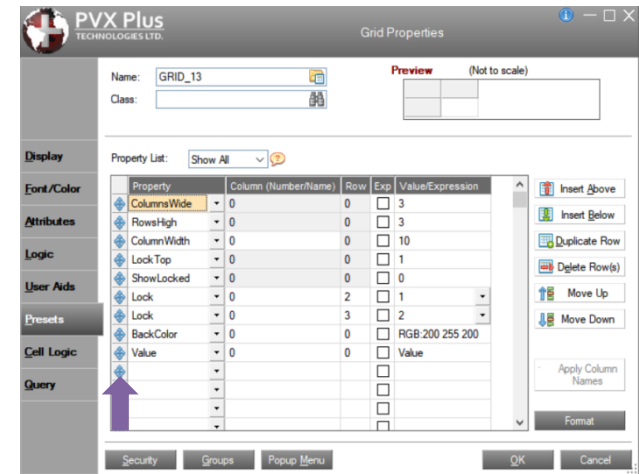 PVX Plus
TECHNOLOGIES LTD.
Grid Properties
Name: GRID_13
Class:
Preview (Not to scale)
Display
Font/Color
Attributes
Logic
User Aids
Presets
Cell Logic
Query
Property List: Show All
Property Column (Number/Name) Row Exp Value/Expression
ColumnsWide 0 0 3
RowsHigh 0 0 3
ColumnWidth 0 0 10
LockTop 0 0 1
ShowLocked 0 0 0
Lock 0 2 1
Lock 0 3 2
BackColor 0 0 RGB:200 255 200
Value 0 0 Value
Insert Above
Insert Below
Duplicate Row
Delete Row(s)
Move Up
Move Down
Apply Column
Names
Format
Security Groups Popup Menu OK Cancel